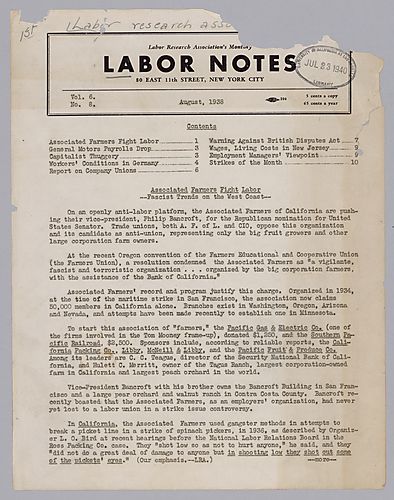 1st
(Labor research asso
Labor Research Association's Monthly
LABOR NOTES
80 EAST 11th STREET, NEW YORK CITY
JUL 23 1940
LIBRARY
Vol. 6.
No. 8.
August, 1938
5 cents a copy
45 cents a year
Contents
Associated Farmers Fight Labor 1
General Motors Payrolls Drop 3
Capitalist Thuggery 3
Workers' Conditions in Germany 4
Report on Company Unions 6
Warning Against British Disputes Act 7
Wages, Living Costs in New Jersey 9
Employment Managers' Viewpoint 9
Strikes of the Month 10
Associated Farmers Fight Labor
--Fascist Trends on the West Coast--
On an openly anti-labor platform, the Associated Farmers of California are push-
ing their vice-president, Philip Bancroft, for the Republican nomination for United
States Senator. Trade unions, both A. F. of L. and CIO, oppose this organization
and its candidate as anti-union, representing only the big fruit growers and other
large corporation farm owners.
At the recent Oregon convention of the Farmers Educational and Cooperative Union
(the Farmers Union), a resolution condemned the Associated Farmers as "a vigilante,
fascist and terroristic organization . . . organized by the big corporation farmers,
with the assistance of the Bank of California."
Associated Farmers' record and program justify this charge. Organized in 1934,
at the time of the maritime strike in San Francisco, the association now claims
50,000 members in California alone. Branches exist in Washington, Oregon, Arizona
and Nevada, and attempts have been made recently to establish one in Minnesota.
To start this association of "farmers," the Pacific Gas & Electric Co. (one of
the firms involved in the Tom Mooney frame-up), donated $1,250, and the Southern Pa-
cific Railroad, $2,500. Sponsors include, according to reliable reports, the Cali-
fornia Packing Co., Libby, McNeill & Libby, and the Pacific Fruit & Produce Co.
Among its leaders are C. C. Teague, director of the Security National Bank of Cali-
fornia, and Hulett C. Merritt, owner of the Tagus Ranch, largest corporation-owned
farm in California and largest peach orchard in the world.
Vice-President Bancroft with his brother owns the Bancroft Building in San Fran-
cisco and a large pear orchard and walnut ranch in Contra Costa County. Bancroft re-
cently boasted that the Associated Farmers, as an employers' organization, had never
yet lost to a labor union in a strike issue controversy.
In California, the Associated Farmers used gangster methods in attempts to
break a picket line in a strike of spinach pickers, in 1936, as described by Organiz-
er L. C. Bird at recent hearings before the National Labor Relations Board in the
Ross Packing Co. case. They "shot low so as not to hurt anyone," he said, and they
"did not do a great deal of damage to anyone but in shooting low they shot out some
of the pickets' eyes." (Our emphasis.--LRA.) --more--